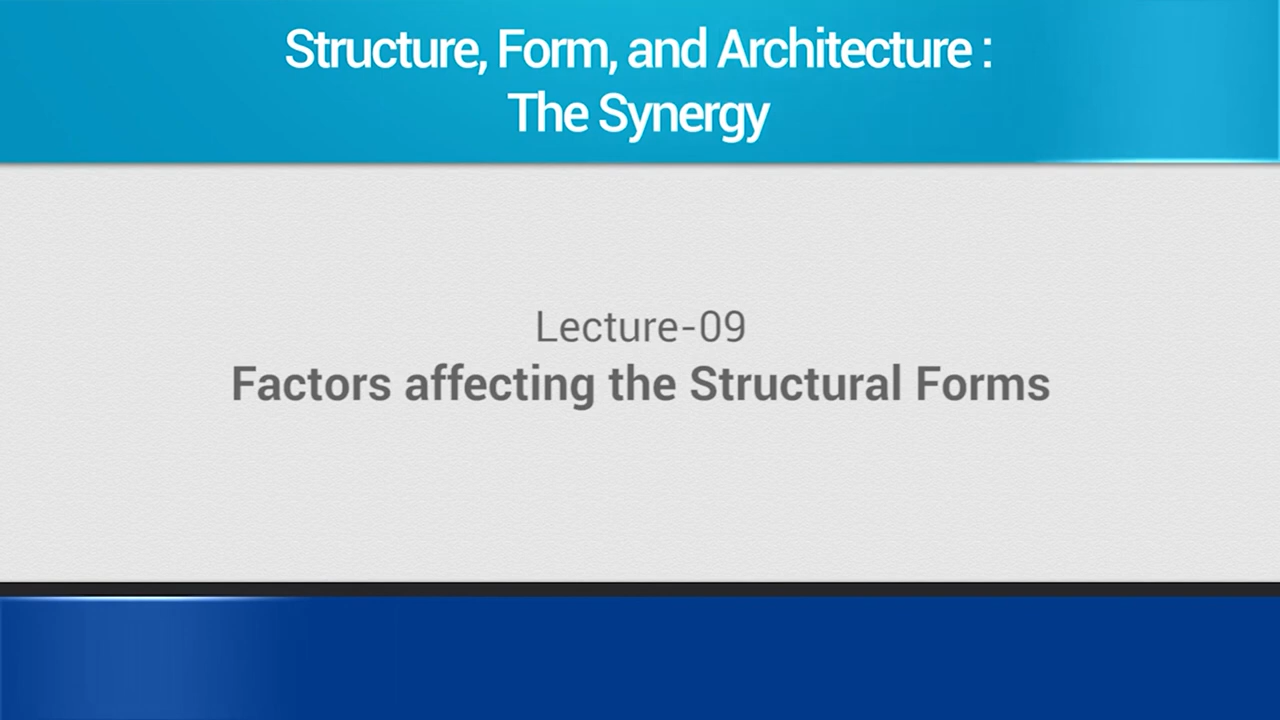 Structure, Form, and Architecture :
The Synergy
Lecture-09
Factors affecting the Structural Forms